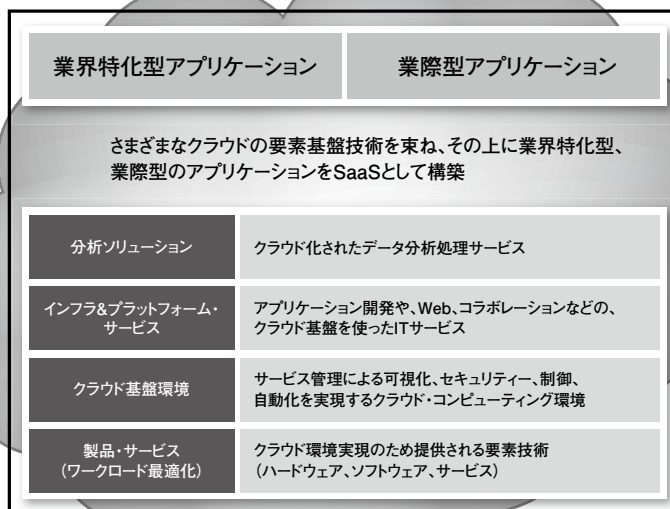 業界特化型アプリケーション
業際型アプリケーション
さまざまなクラウドの要素基盤技術を束ね、その上に業界特化型、
業際型のアプリケーションをSaaSとして構築
分析ソリューション
クラウド化されたデータ分析処理サービス
インフラ&プラットフォーム・
サービス
アプリケーション開発や、Web、コラボレーションなどの、
クラウド基盤を使ったITサービス
クラウド基盤環境
サービス管理による可視化、セキュリティー、制御、
自動化を実現するクラウド・コンピューティング環境
製品・サービス
(ワークロード最適化)
クラウド環境実現のため提供される要素技術
(ハードウェア、ソフトウェア、サービス)